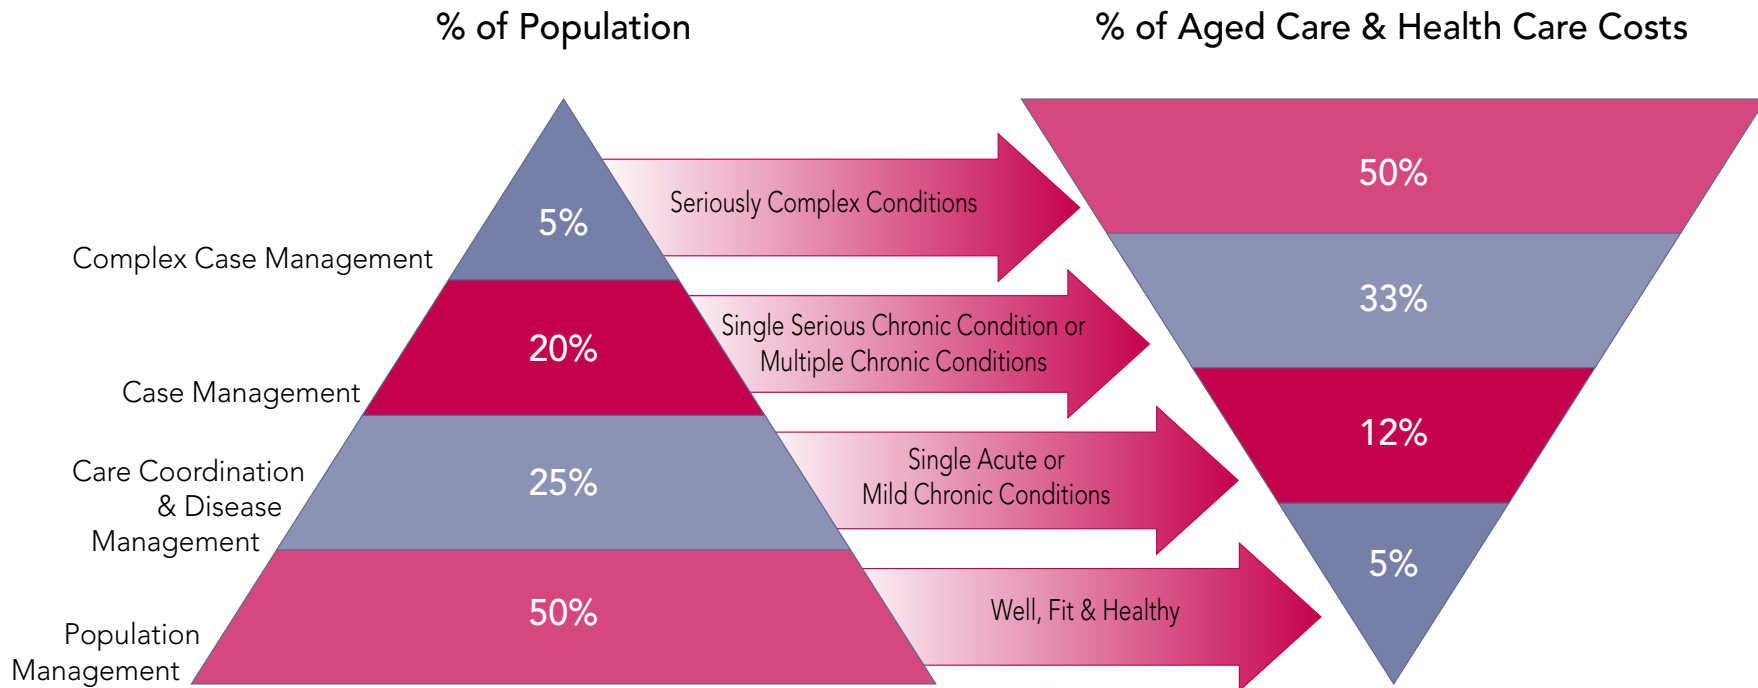 % of Population
% of Aged Care & Health Care Costs
5%
Complex Case Management
Seriously Complex Conditions
50%
20%
Case Management
Single Serious Chronic Condition or
Multiple Chronic Conditions
33%
25%
Care Coordination
& Disease
Management
Single Acute or
Mild Chronic Conditions
12%
50%
Population
Management
Well, Fit & Healthy
5%